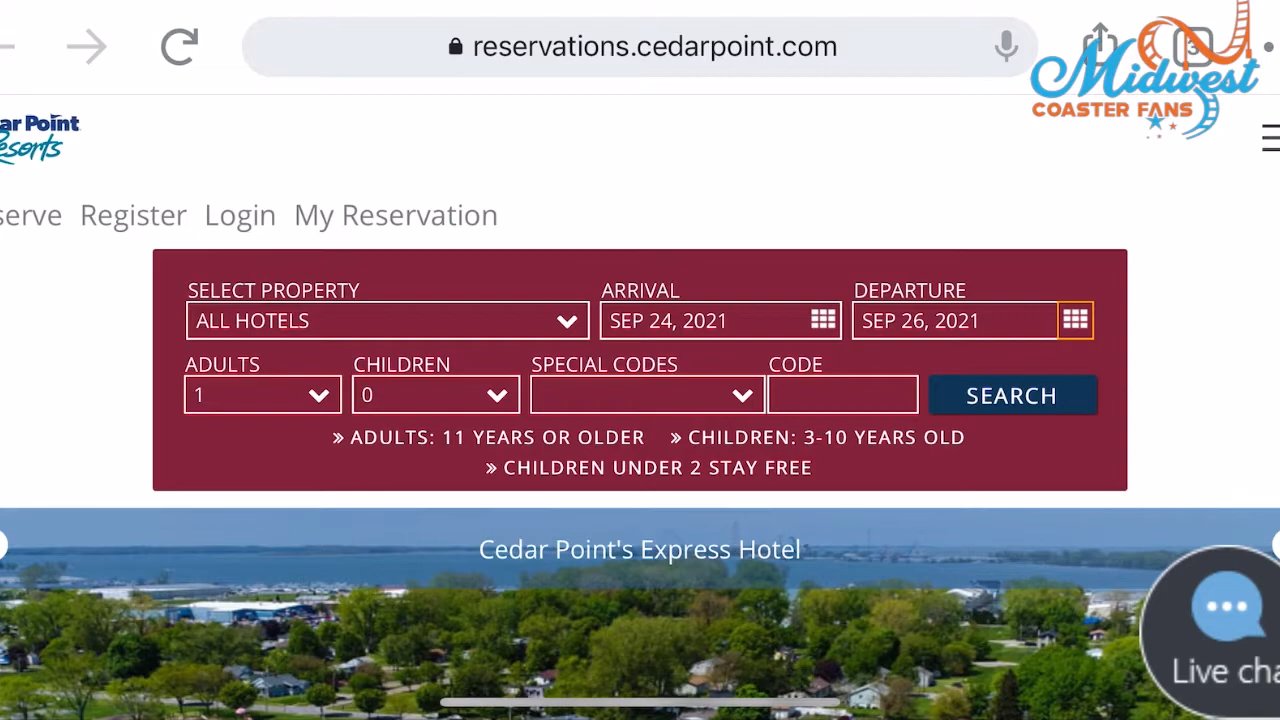 reservations.cedarpoint.com
3
Midwest
COASTER FANS
ar Point
Resorts
serve Register Login My Reservation
SELECT PROPERTY ARRIVAL DEPARTURE
ALL HOTELS SEP 24, 2021 SEP 26, 2021
ADULTS CHILDREN SPECIAL CODES CODE
1 0 SEARCH
» ADULTS: 11 YEARS OR OLDER » CHILDREN: 3-10 YEARS OLD
» CHILDREN UNDER 2 STAY FREE
Cedar Point's Express Hotel
Live cha